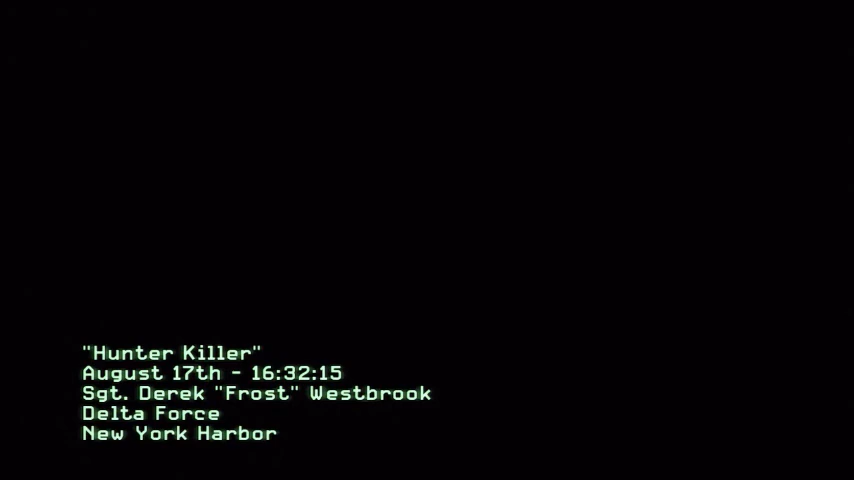 "Hunter Killer"
August 17th - 16:32:15
Sgt. Derek "Frost" Westbrook
Delta Force
New York Harbor